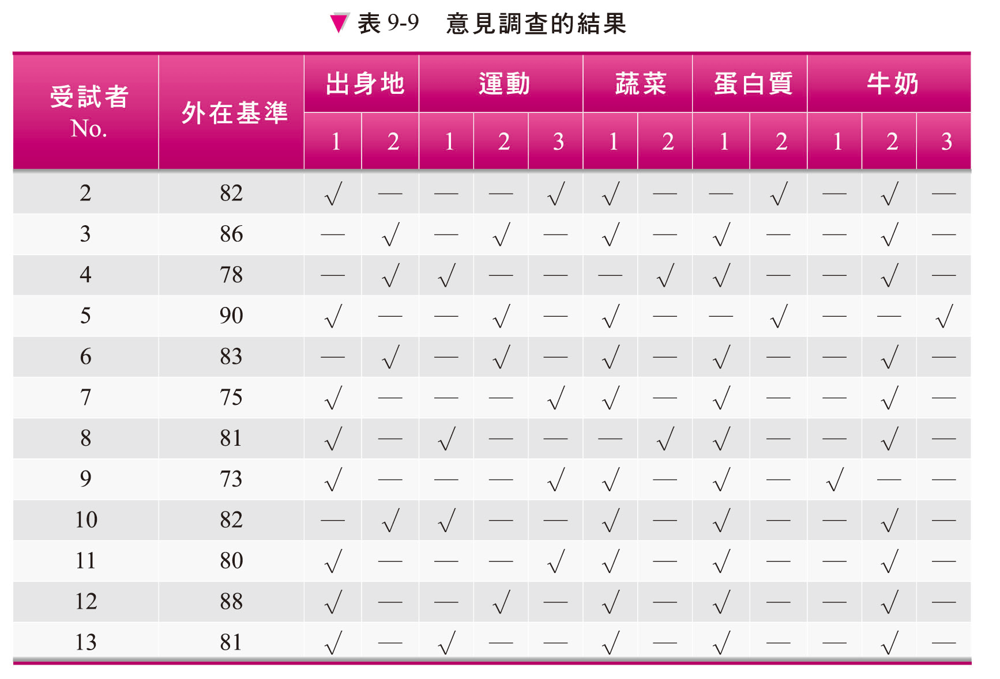 表 9-9 意見調查的結果
受試者 No. 外在基準 出身地 運動 蔬菜 蛋白質 牛奶
1 2 1 2 3 1 2 1 2 1 2 3
2 82 √ — — — √ √ — — √ — √ —
3 86 — √ — √ — √ — √ — — √ —
4 78 — √ √ — — — √ √ — — √ —
5 90 √ — — √ — √ — — √ — — √
6 83 — √ — √ — √ — √ — — √ —
7 75 √ — — — √ √ — √ — — √ —
8 81 √ — √ — — — √ √ — — √ —
9 73 √ — — — √ √ — √ — √ — —
10 82 — √ √ — — √ — √ — — √ —
11 80 √ — — — √ √ — √ — — √ —
12 88 √ — — √ — √ — √ — — √ —
13 81 √ — √ — — √ — √ — — √ —